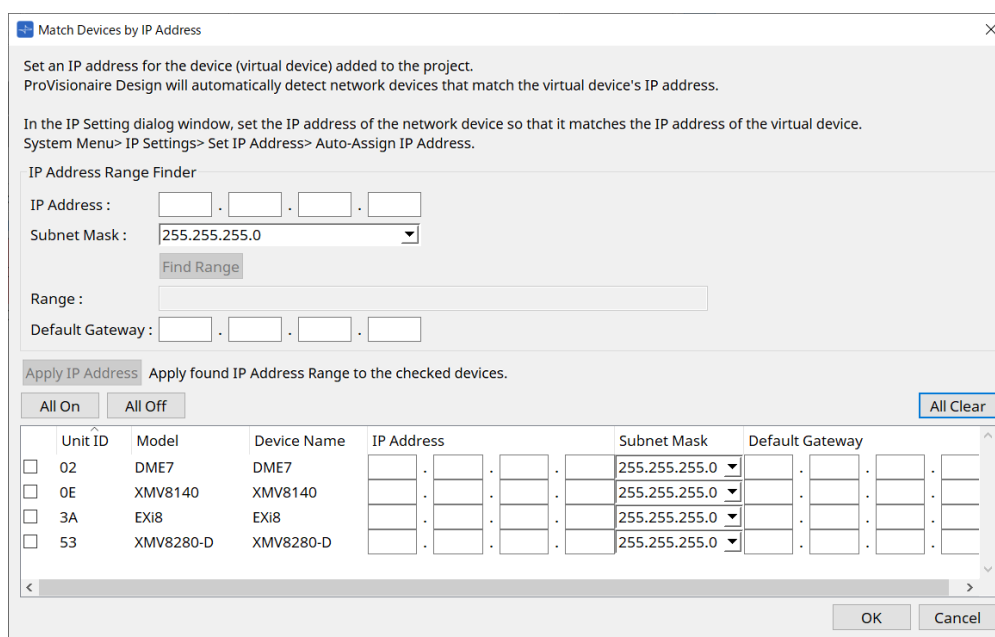 Match Devices by IP Address
Set an IP address for the device (virtual device) added to the project.
ProVisionaire Design will automatically detect network devices that match the virtual device's IP address.
In the IP Setting dialog window, set the IP address of the network device so that it matches the IP address of the virtual device.
System Menu> IP Settings> Set IP Address> Auto-Assign IP Address.
IP Address Range Finder
IP Address : . . .
Subnet Mask : 255.255.255.0
Find Range
Range :
Default Gateway : . . .
Apply IP Address Apply found IP Address Range to the checked devices.
All On All Off All Clear
Unit ID Model Device Name IP Address Subnet Mask Default Gateway
02 DME7 DME7 . . . 255.255.255.0 . . .
0E XMV8140 XMV8140 . . . 255.255.255.0 . . .
3A EXi8 EXi8 . . . 255.255.255.0 . . .
53 XMV8280-D XMV8280-D . . . 255.255.255.0 . . .
OK Cancel